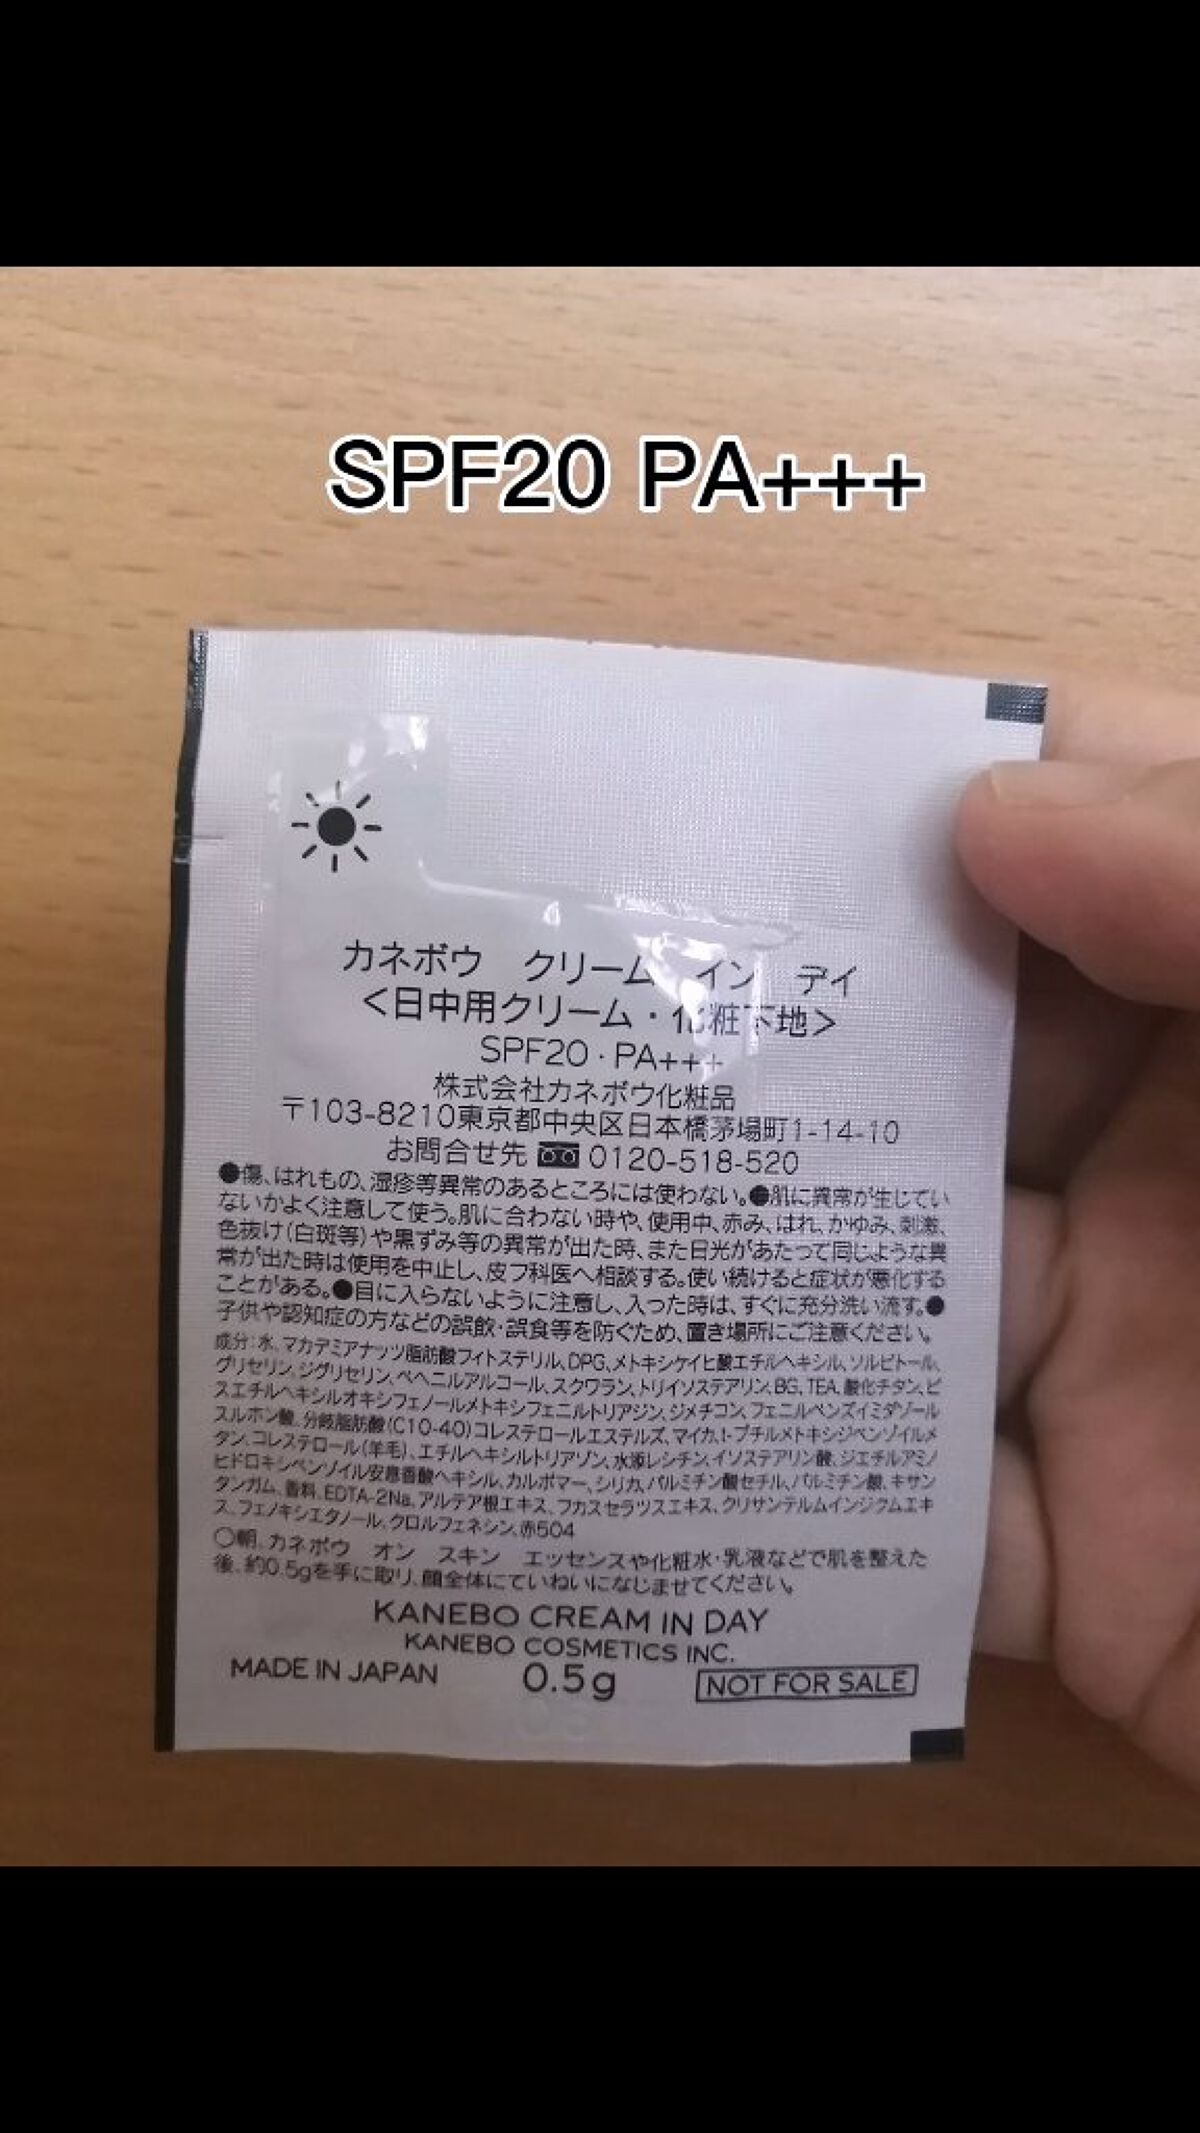 SPF20 PA+++
カネボウ クリーム イン デイ
<日中用クリーム・化粧下地>
SPF20・PA+++
株式会社カネボウ化粧品
〒103-8210東京都中央区日本橋茅場町1-14-10
お問合せ先 0120-518-520
●傷、はれもの、湿疹等異常のあるところには使わない。●肌に異常が生じてい
ないかよく注意して使う。肌に合わない時や、使用中、赤み、はれ、かゆみ、刺激、
色抜け(白斑等)や黒ずみ等の異常が出た時、また日光があたって同じような異
常が出た時は使用を中止し、皮フ科医へ相談する。使い続けると症状が悪化する
ことがある。●目に入らないように注意し、入った時は、すぐに充分洗い流す。●
子供や認知症の方などの誤飲・誤食等を防ぐため、置き場所にご注意ください。
成分:水、マカデミアナッツ脂肪酸フィトステリル、DPG、メトキシケイヒ酸エチルヘキシル、ソルビトール、
グリセリン、ジグリセリン、ベヘニルアルコール、スクワラン、トリイソステアリン、BG、TEA、酸化チタン、ビ
スエチルヘキシルオキシフェノールメトキシフェニルトリアジン、ジメチコン、フェニルベンズイミダゾール
スルホン酸、分岐脂肪酸(C10-40)コレステロールエステルズ、マイカ、t-ブチルメトキシジベンゾイルメ
タン、コレステロール(羊毛)、エチルヘキシルトリアゾン、水添レシチン、イソステアリン酸、ジエチルアミノ
ヒドロキシベンゾイル安息香酸ヘキシル、カルボマー、シリカ、パルミチン酸セチル、パルミチン酸、キサン
タンガム、香料、EDTA-2Na、アルテア根エキス、フカスセラツスエキス、クリサンテルムインジクムエキ
ス、フェノキシエタノール、クロルフェネシン、赤504
○朝、カネボウ オン スキン エッセンスや化粧水・乳液などで肌を整えた
後、約0.5gを手に取り、顔全体にていねいになじませてください。
KANEBO CREAM IN DAY
KANEBO COSMETICS INC.
MADE IN JAPAN 0.5g NOT FOR SALE